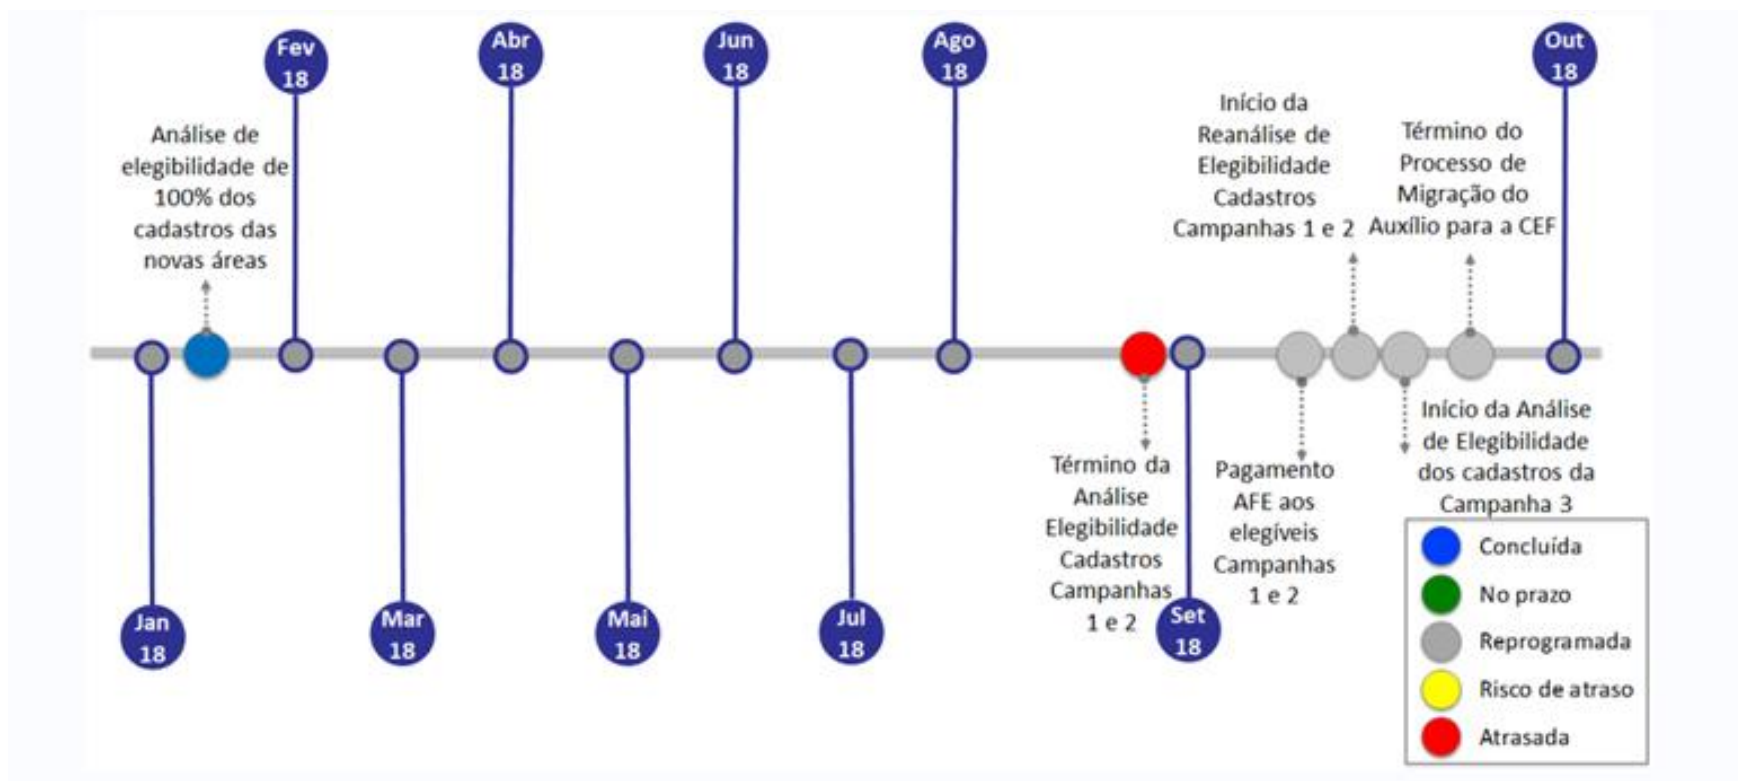 Fev
18
Abr
18
Jun
18
Ago
18
Out
18
Análise de
elegibilidade de
100% dos
cadastros das
novas áreas
Início da
Reanálise de
Elegibilidade
Cadastros
Campanhas 1 e 2
Término do
Processo de
Migração do
Auxílio para a CEF
Jan
18
Mar
18
Mai
18
Jul
18
Término da
Análise
Elegibilidade
Cadastros
Campanhas
1 e 2
Set
18
Pagamento
AFE aos
elegíveis
Campanhas
1 e 2
Início da Análise
de Elegibilidade
dos cadastros da
Campanha 3
Concluída
No prazo
Reprogramada
Risco de atraso
Atrasada